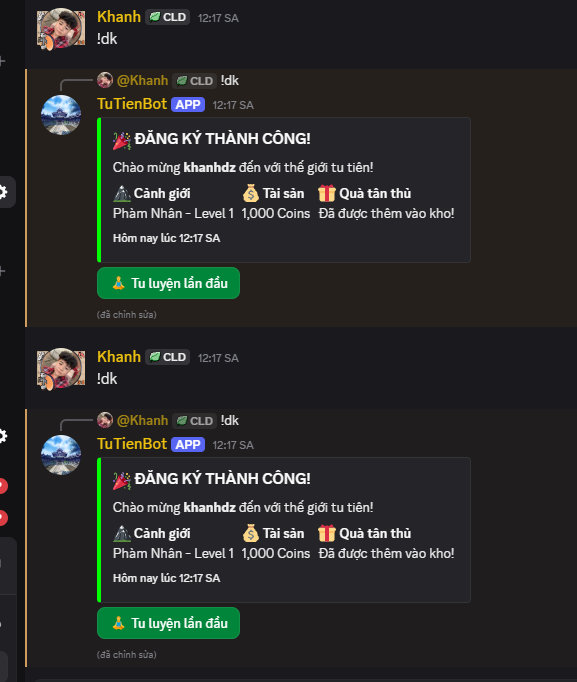 Khanh CLD 12:17 SA
!dk
@Khanh CLD !dk
TuTienBot APP 12:17 SA
ĐĂNG KÝ THÀNH CÔNG!
Chào mừng khanhdz đến với thế giới tu tiên!
Cảnh giới Tài sản Quà tân thủ
Phàm Nhân - Level 1 1,000 Coins Đã được thêm vào kho!
Hôm nay lúc 12:17 SA
Tu luyện lần đầu
(đã chỉnh sửa)
Khanh CLD 12:17 SA
!dk
@Khanh CLD !dk
TuTienBot APP 12:17 SA
ĐĂNG KÝ THÀNH CÔNG!
Chào mừng khanhdz đến với thế giới tu tiên!
Cảnh giới Tài sản Quà tân thủ
Phàm Nhân - Level 1 1,000 Coins Đã được thêm vào kho!
Hôm nay lúc 12:17 SA
Tu luyện lần đầu
(đã chỉnh sửa)